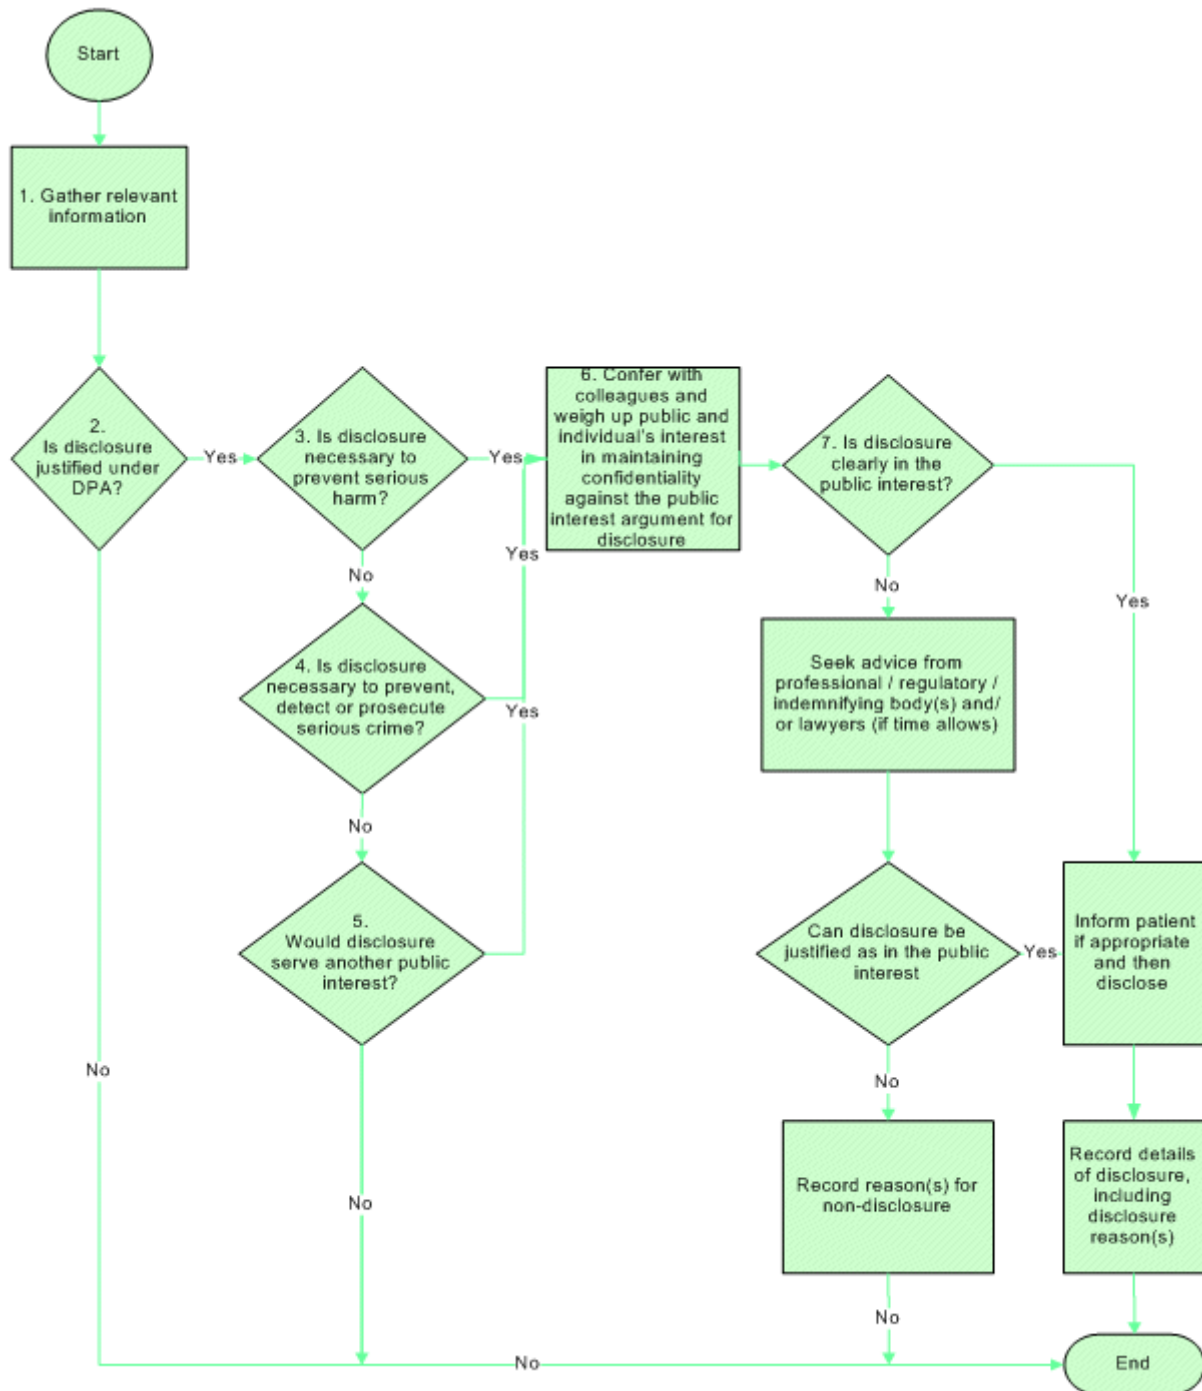 Start
1. Gather relevant
information
2.
Is disclosure
justified under
DPA?
Yes
3. Is disclosure
necessary to
prevent serious
harm?
Yes
6. Confer with
colleagues and
weigh up public and
individual's interest
in maintaining
confidentiality
against the public
interest argument for
disclosure
7. Is disclosure
clearly in the
public interest?
Yes
No
No
Yes
4. Is disclosure
necessary to prevent,
detect or prosecute
serious crime?
Yes
Seek advice from
professional / regulatory /
indemnifying body(s) and/
or lawyers (if time allows)
No
5.
Would disclosure
serve another public
interest?
Can disclosure be
justified as in the public
interest
Yes
Inform patient
if appropriate
and then
disclose
No
No
No
Record reason(s) for
non-disclosure
Record details
of disclosure,
including
disclosure
reason(s)
No
No
End